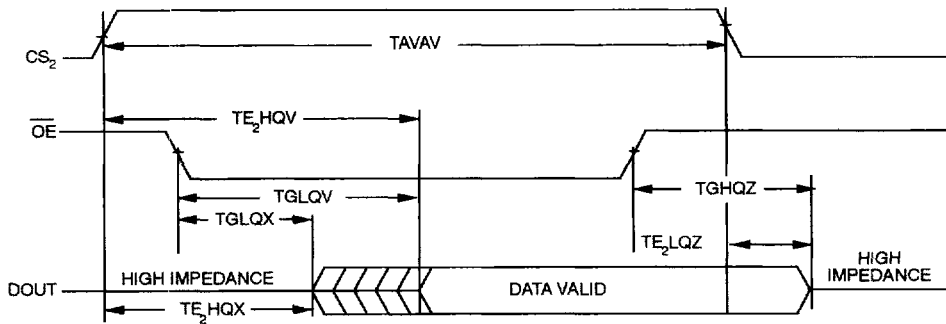 TAVAV
CS₂
TE₂HQV
OE
TGHQZ
TGLQV
TGLQX
TE₂LQZ
HIGH IMPEDANCE
HIGH IMPEDANCE
DOUT
DATA VALID
TE₂HQX